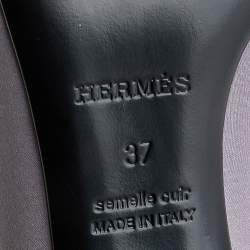 HERMÈS
37
semelle cuir
MADE IN ITALY